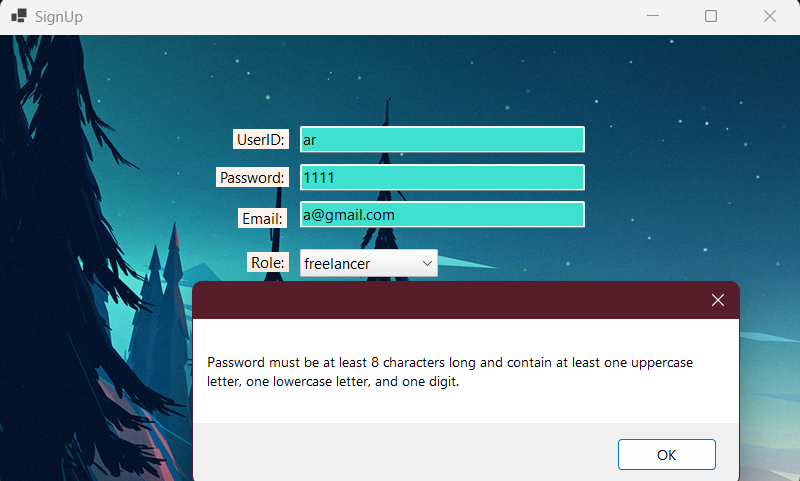 SignUp
UserID: ar
Password: 1111
Email: a@gmail.com
Role: freelancer
Password must be at least 8 characters long and contain at least one uppercase
letter, one lowercase letter, and one digit.
OK